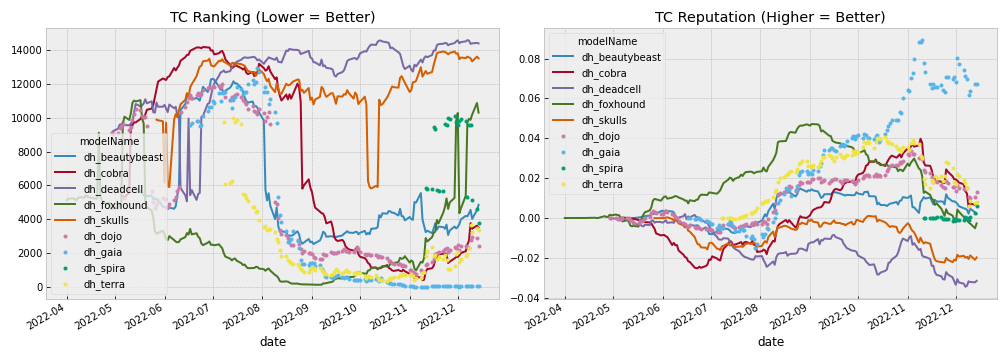 TC Ranking (Lower = Better)
14000
12000
10000
8000
6000
4000
2000
0
modelName
dh_beautybeast
dh_cobra
dh_deadcell
dh_foxhound
dh_skulls
dh_dojo
dh_gaia
dh_spira
dh_terra
2022-04
2022-05
2022-06
2022-07
2022-08
2022-09
2022-10
2022-11
2022-12
date
TC Reputation (Higher = Better)
0.08
0.06
0.04
0.02
0.00
−0.02
−0.04
modelName
dh_beautybeast
dh_cobra
dh_deadcell
dh_foxhound
dh_skulls
dh_dojo
dh_gaia
dh_spira
dh_terra
2022-04
2022-05
2022-06
2022-07
2022-08
2022-09
2022-10
2022-11
2022-12
date